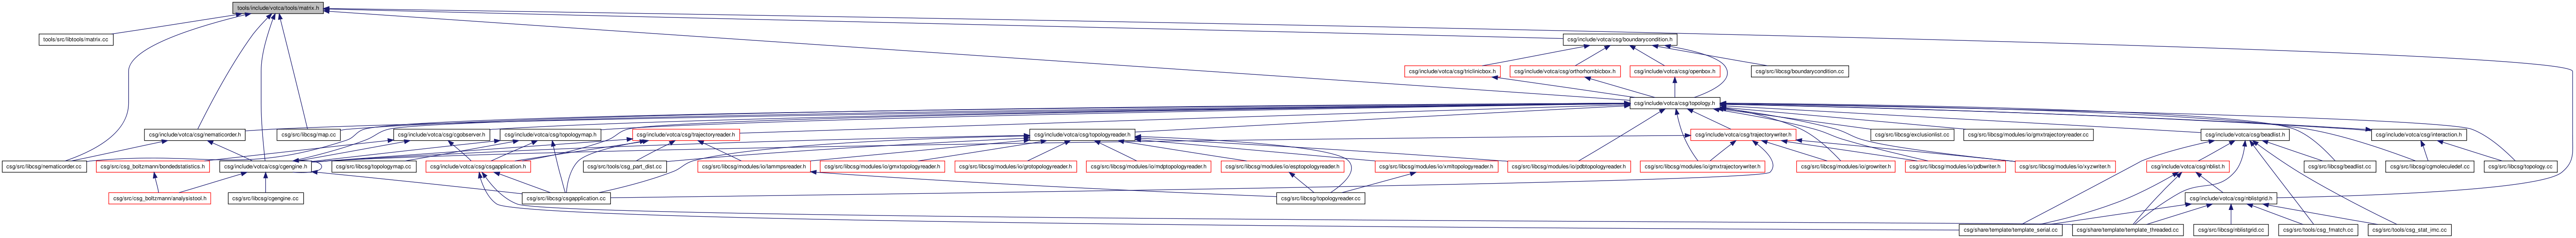 tools/include/votca/tools/matrix.h
tools/src/libtools/matrix.cc
csg/include/votca/csg/boundarycondition.h
csg/include/votca/csg/triclinicbox.h
csg/include/votca/csg/orthorhombicbox.h
csg/include/votca/csg/openbox.h
csg/src/libcsg/boundarycondition.cc
csg/include/votca/csg/topology.h
csg/include/votca/csg/nematicorder.h
csg/src/libcsg/map.cc
csg/include/votca/csg/cgobserver.h
csg/include/votca/csg/topologymap.h
csg/include/votca/csg/trajectoryreader.h
csg/include/votca/csg/topologyreader.h
csg/include/votca/csg/trajectorywriter.h
csg/src/libcsg/exclusionlist.cc
csg/src/libcsg/modules/io/gmxtrajectoryreader.cc
csg/include/votca/csg/beadlist.h
csg/include/votca/csg/interaction.h
csg/src/libcsg/nematicorder.cc
csg/src/csg_boltzmann/bondedstatistics.h
csg/include/votca/csg/cgengine.h
csg/src/libcsg/topologymap.cc
csg/include/votca/csg/csgapplication.h
csg/src/tools/csg_part_dist.cc
csg/src/libcsg/modules/io/lammpsreader.h
csg/src/libcsg/modules/io/gmxtopologyreader.h
csg/src/libcsg/modules/io/grotopologyreader.h
csg/src/libcsg/modules/io/mdptopologyreader.h
csg/src/libcsg/modules/io/esptopologyreader.h
csg/src/libcsg/modules/io/xmltopologyreader.h
csg/src/libcsg/modules/io/pdbtopologyreader.h
csg/src/libcsg/modules/io/gmxtrajectorywriter.h
csg/src/libcsg/modules/io/growriter.h
csg/src/libcsg/modules/io/pdbwriter.h
csg/src/libcsg/modules/io/xyzwriter.h
csg/include/votca/csg/nblist.h
csg/src/libcsg/beadlist.cc
csg/src/libcsg/cgmoleculedef.cc
csg/src/libcsg/topology.cc
csg/src/csg_boltzmann/analysistool.h
csg/src/libcsg/cgengine.cc
csg/src/libcsg/csgapplication.cc
csg/src/libcsg/topologyreader.cc
csg/include/votca/csg/nblistgrid.h
csg/share/template/template_serial.cc
csg/share/template/template_threaded.cc
csg/src/libcsg/nblistgrid.cc
csg/src/tools/csg_fmatch.cc
csg/src/tools/csg_stat_imc.cc